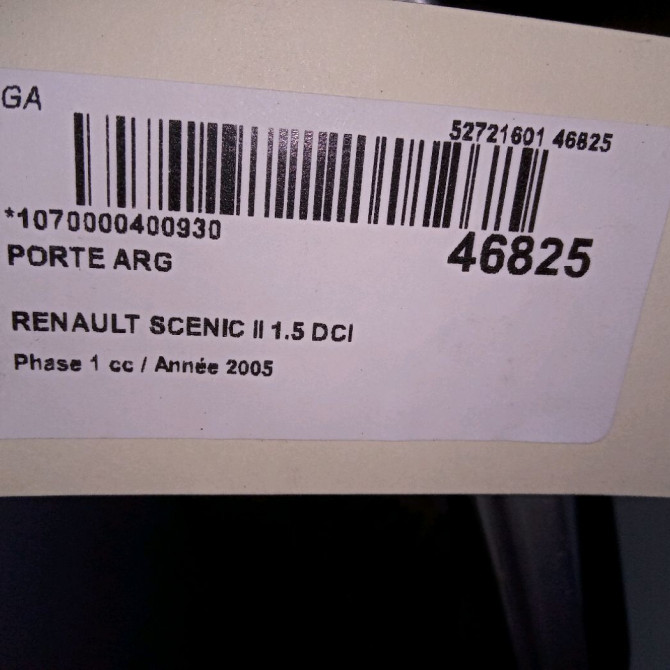 GA
52721601 46825
*1070000400930
46825
PORTE ARG
RENAULT SCENIC II 1.5 DCI
Phase 1 cc / Année 2005